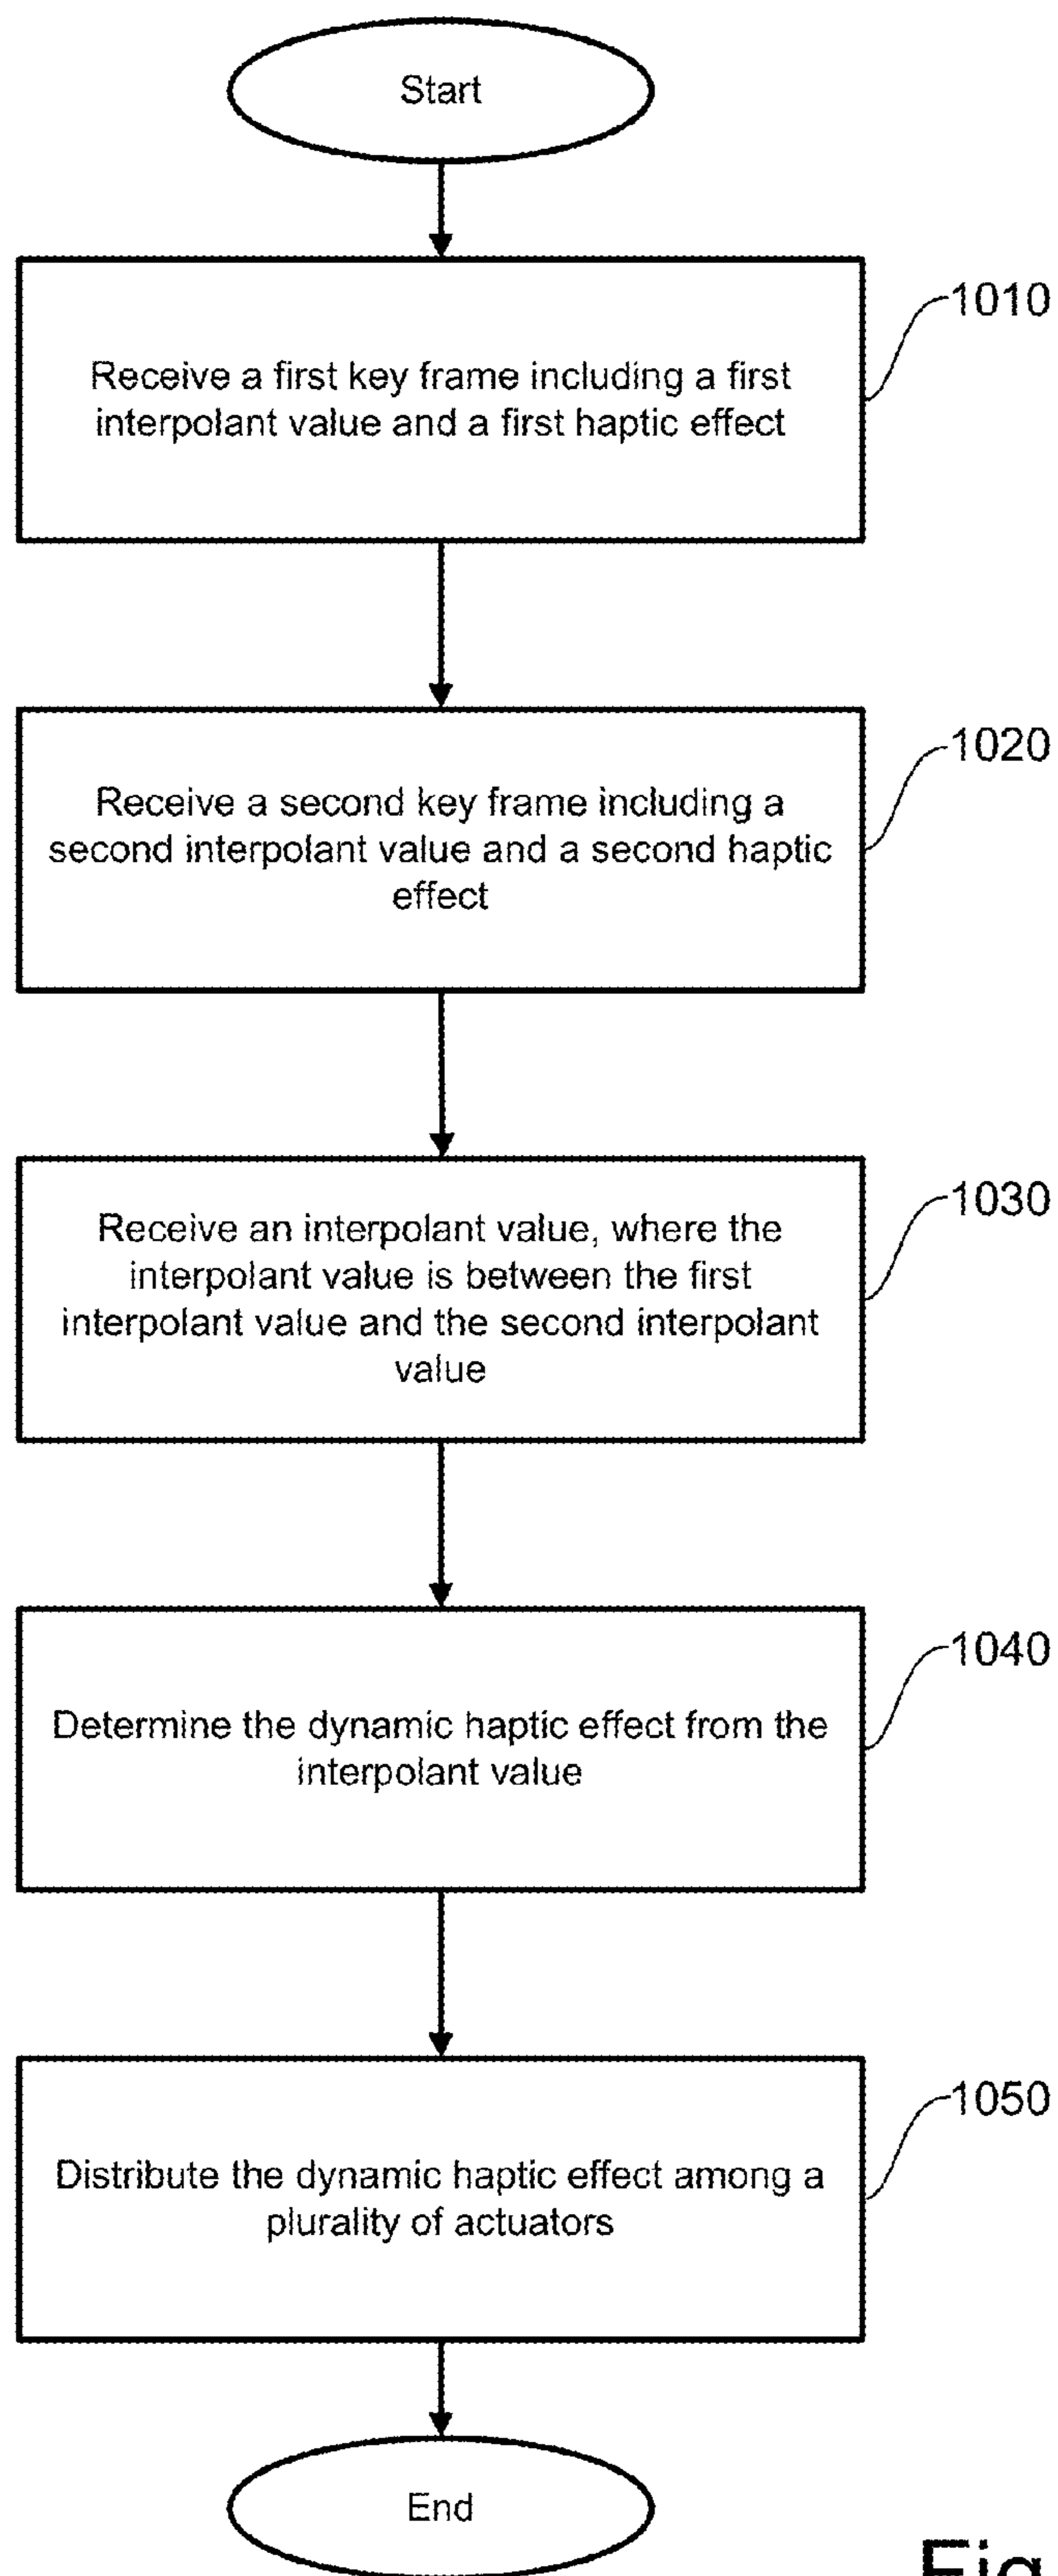 Start
Receive a first key frame including a first
interpolant value and a first haptic effect
1010
Receive a second key frame including a
second interpolant value and a second haptic
effect
1020
Receive an interpolant value, where the
interpolant value is between the first
interpolant value and the second interpolant
value
1030
Determine the dynamic haptic effect from the
interpolant value
1040
Distribute the dynamic haptic effect among a
plurality of actuators
1050
End